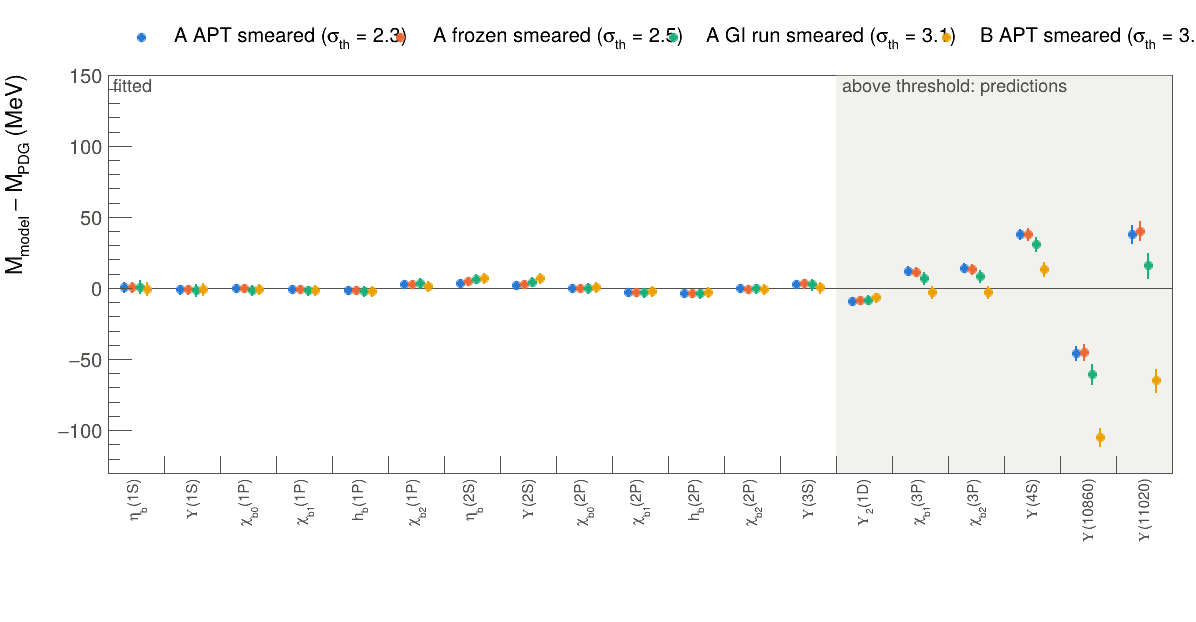 A APT smeared (σth = 2.3) A frozen smeared (σth = 2.5) A GI run smeared (σth = 3.1) B APT smeared (σth = 3.
Mmodel − MPDG (MeV)
fitted
above threshold: predictions
150
100
50
0
−50
−100
ηb(1S)
Υ(1S)
χb0(1P)
χb1(1P)
hb(1P)
χb2(1P)
ηb(2S)
Υ(2S)
χb0(2P)
χb1(2P)
hb(2P)
χb2(2P)
Υ(3S)
Υ2(1D)
χb1(3P)
χb2(3P)
Υ(4S)
Υ(10860)
Υ(11020)